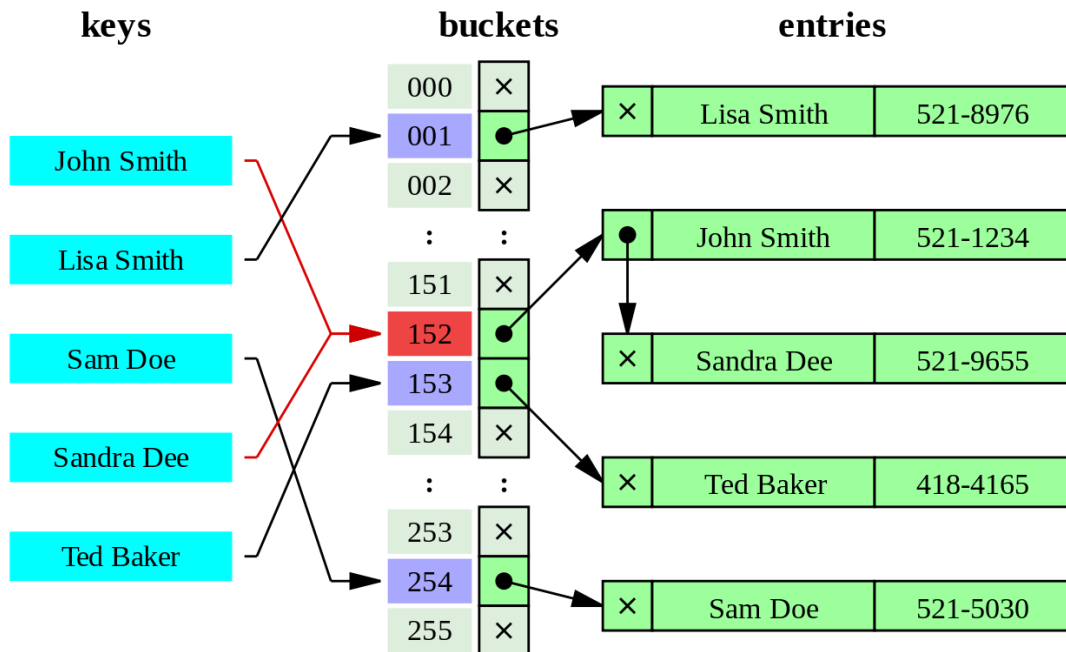 keys
buckets
entries
John Smith
Lisa Smith
Sam Doe
Sandra Dee
Ted Baker
000 ×
001
002 ×
: :
151 ×
152
153
154 ×
: :
253 ×
254
255 ×
× Lisa Smith 521-8976
John Smith 521-1234
× Sandra Dee 521-9655
× Ted Baker 418-4165
× Sam Doe 521-5030